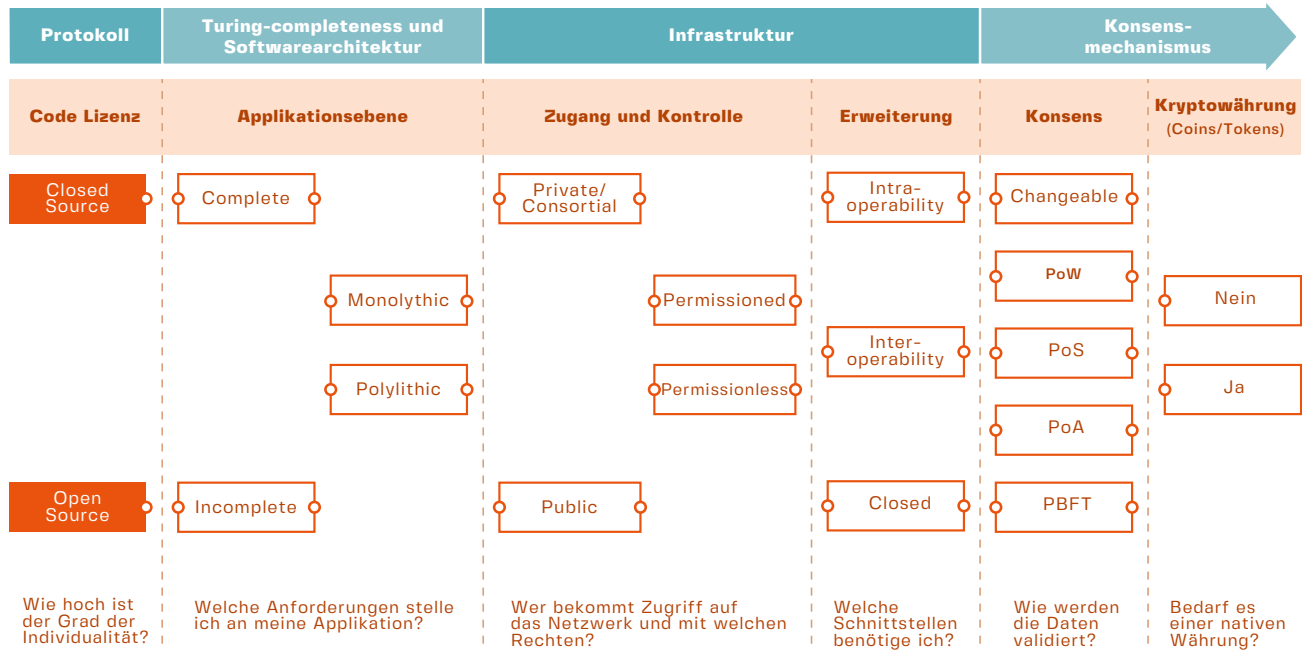 Protokoll
Turing-completeness und
Softwarearchitektur
Infrastruktur
Konsens-
mechanismus
Code Lizenz
Applikationsebene
Zugang und Kontrolle
Erweiterung
Konsens
Kryptowährung
(Coins/Tokens)
Closed
Source
Complete
Private/
Consortial
Intra-
operability
Changeable
PoW
Monolythic
Permissioned
Nein
Inter-
operability
PoS
Polylithic
Permissionless
Ja
PoA
Open
Source
Incomplete
Public
Closed
PBFT
Wie hoch ist
der Grad der
Individualität?
Welche Anforderungen stelle
ich an meine Applikation?
Wer bekommt Zugriff auf
das Netzwerk und mit welchen
Rechten?
Welche
Schnittstellen
benötige ich?
Wie werden
die Daten
validiert?
Bedarf es
einer nativen
Währung?